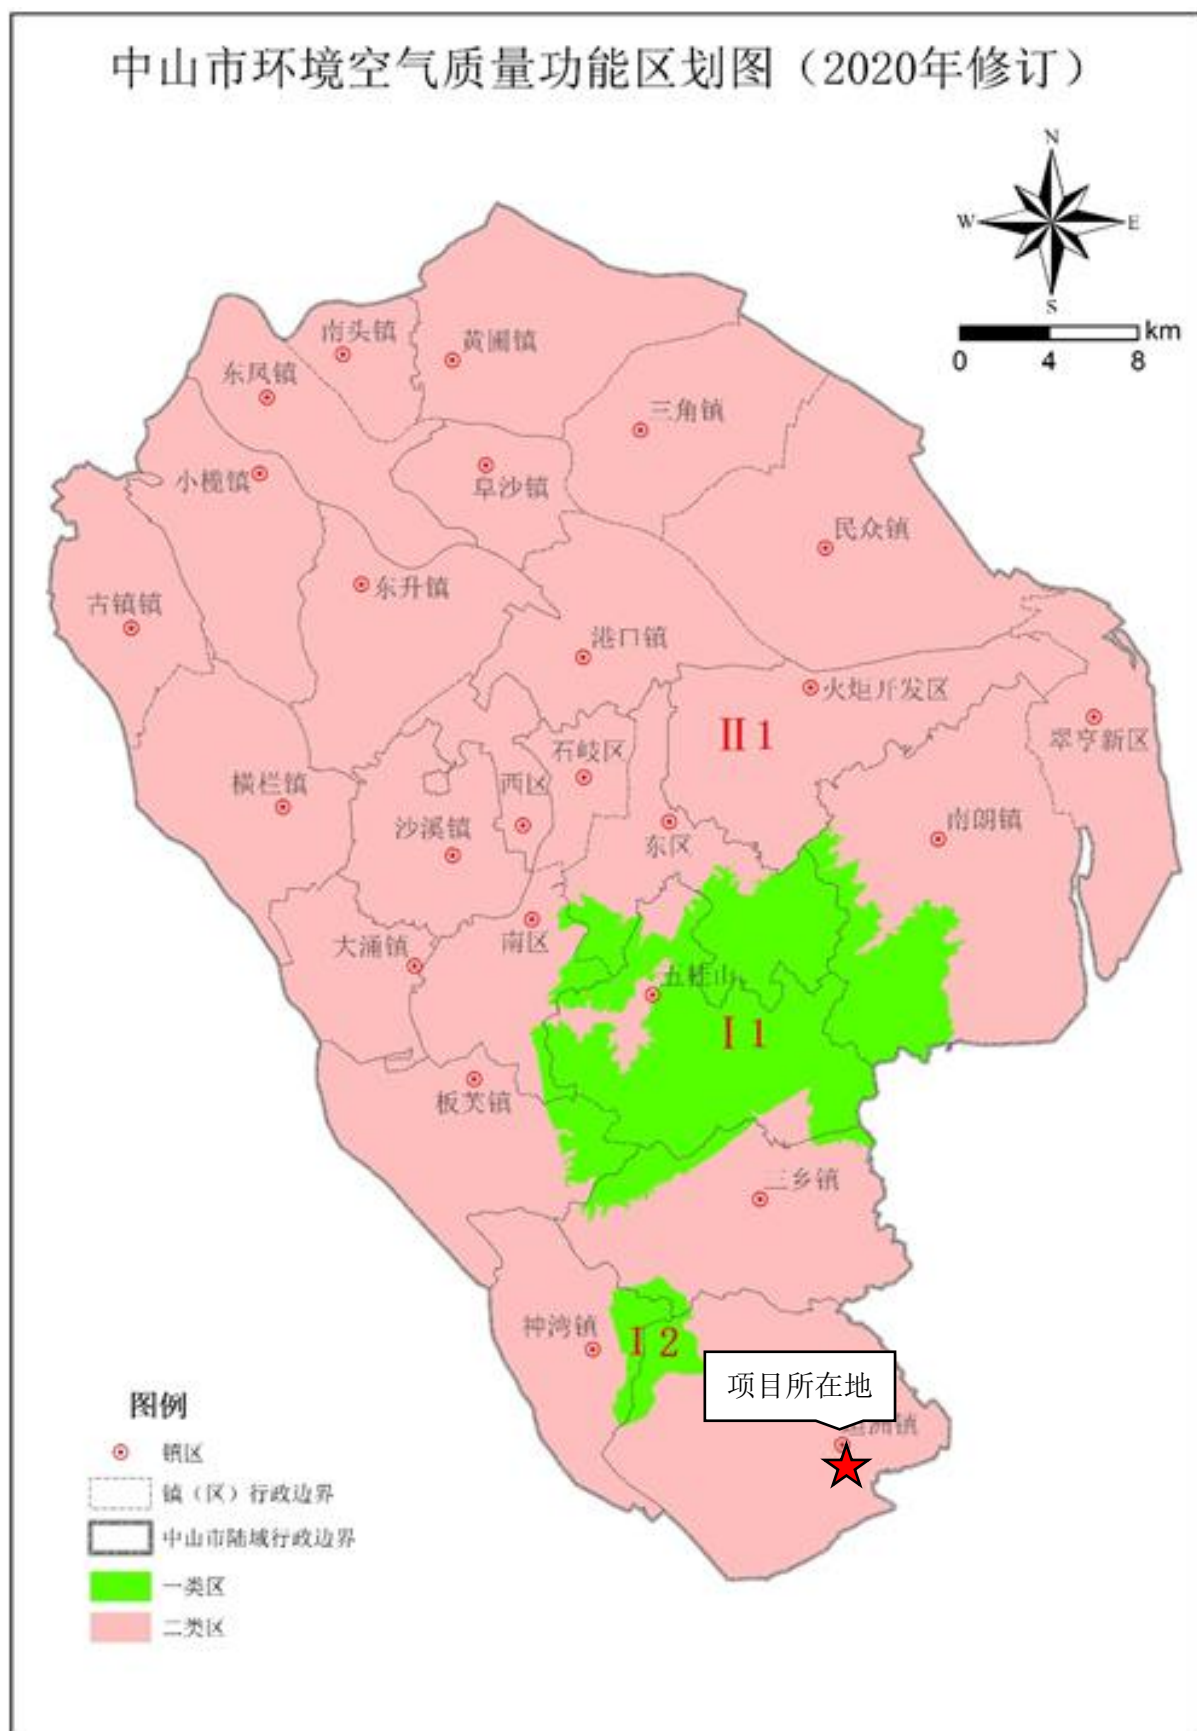 中山市环境空气质量功能区划图（2020年修订）
N
W
E
S
km
0 4 8
南头镇
黄圃镇
东凤镇
三角镇
小榄镇
阜沙镇
民众镇
东升镇
古镇镇
港口镇
火炬开发区
II 1
翠亨新区
石岐区
西区
横栏镇
沙溪镇
东区
南朗镇
南区
大涌镇
五桂山
I 1
板芙镇
三乡镇
神湾镇
I 2
项目所在地
洲镇
图例
镇区
镇（区）行政边界
中山市陆域行政边界
一类区
二类区